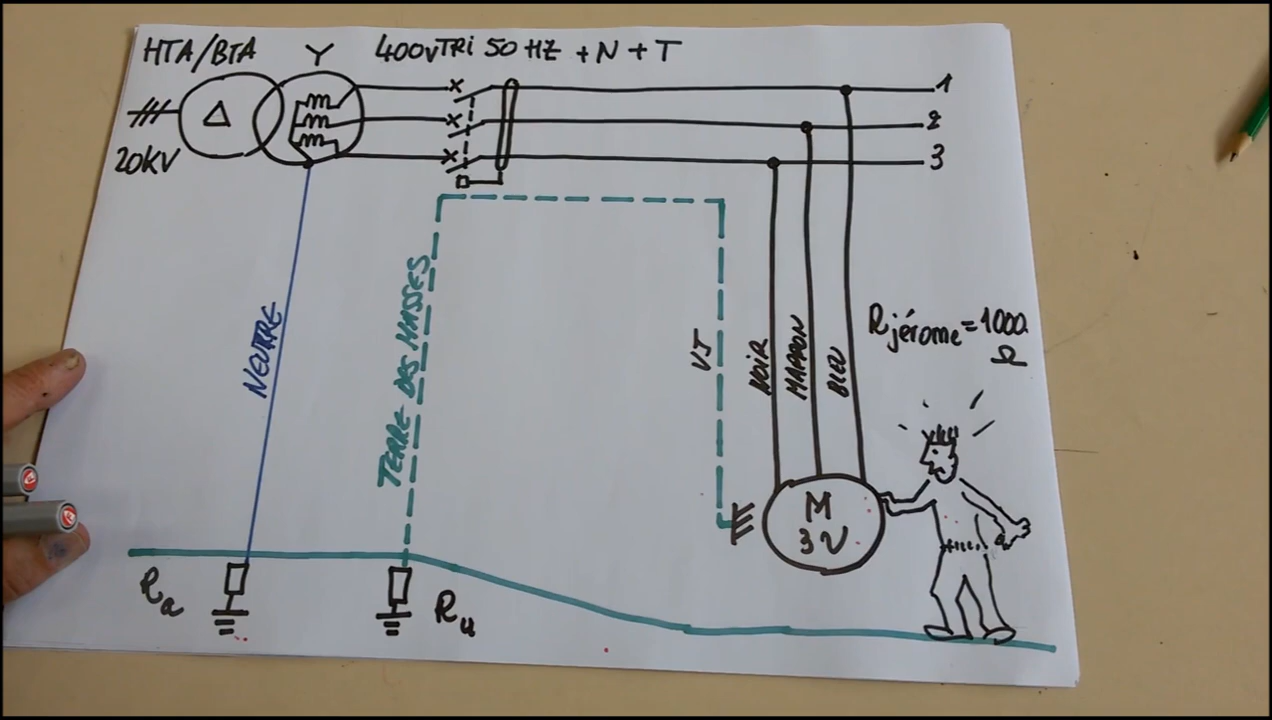 HTA/BTA Y 400V TRI 50 HZ + N + T
Δ
20KV
1
2
3
NEUTRE
TERRE DES MASSES
VJ
NOIR
MARRON
BLEU
Rjérome = 1000
Ω
M
3~
Ra
Ru